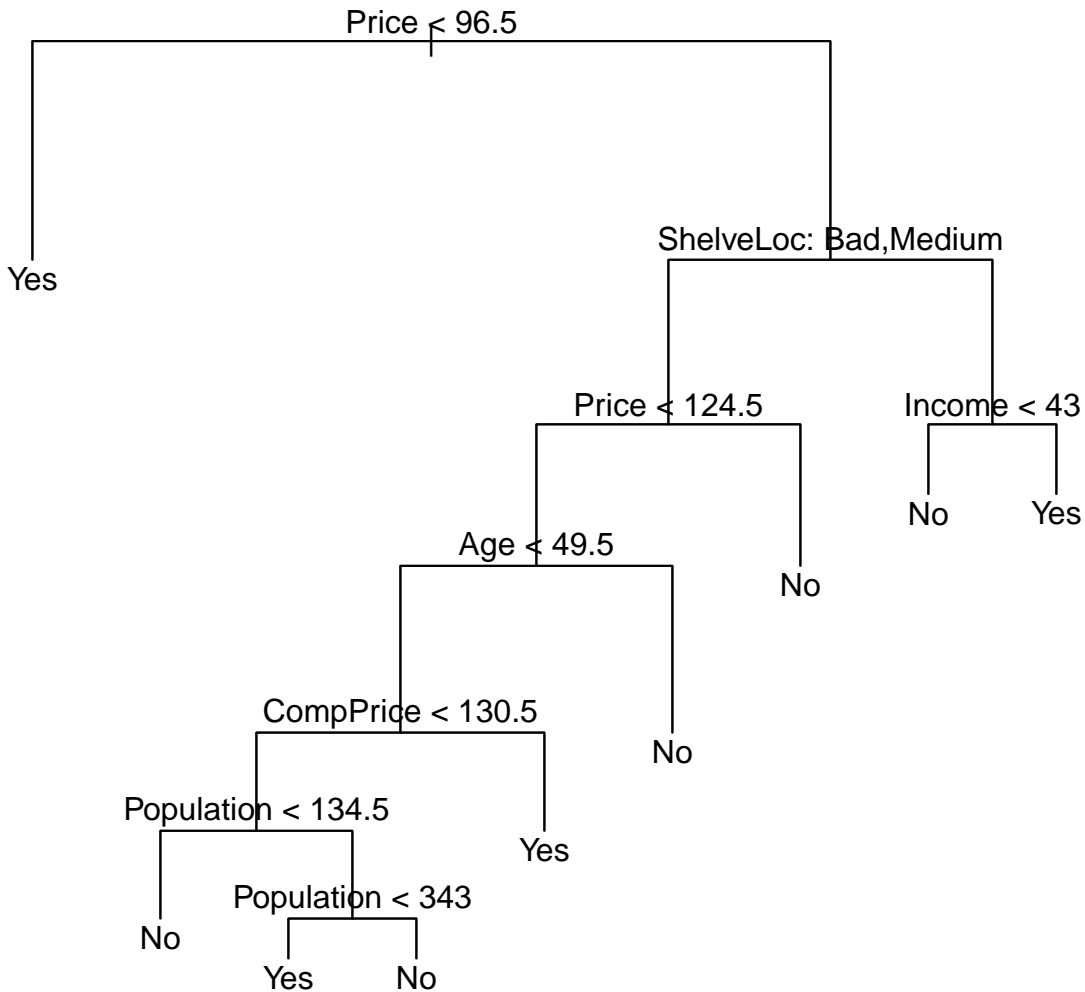 Price < 96.5
ShelveLoc: Bad,Medium
Yes
Price < 124.5
Income < 43
No
Yes
Age < 49.5
No
CompPrice < 130.5
No
Population < 134.5
Yes
Population < 343
No
Yes
No